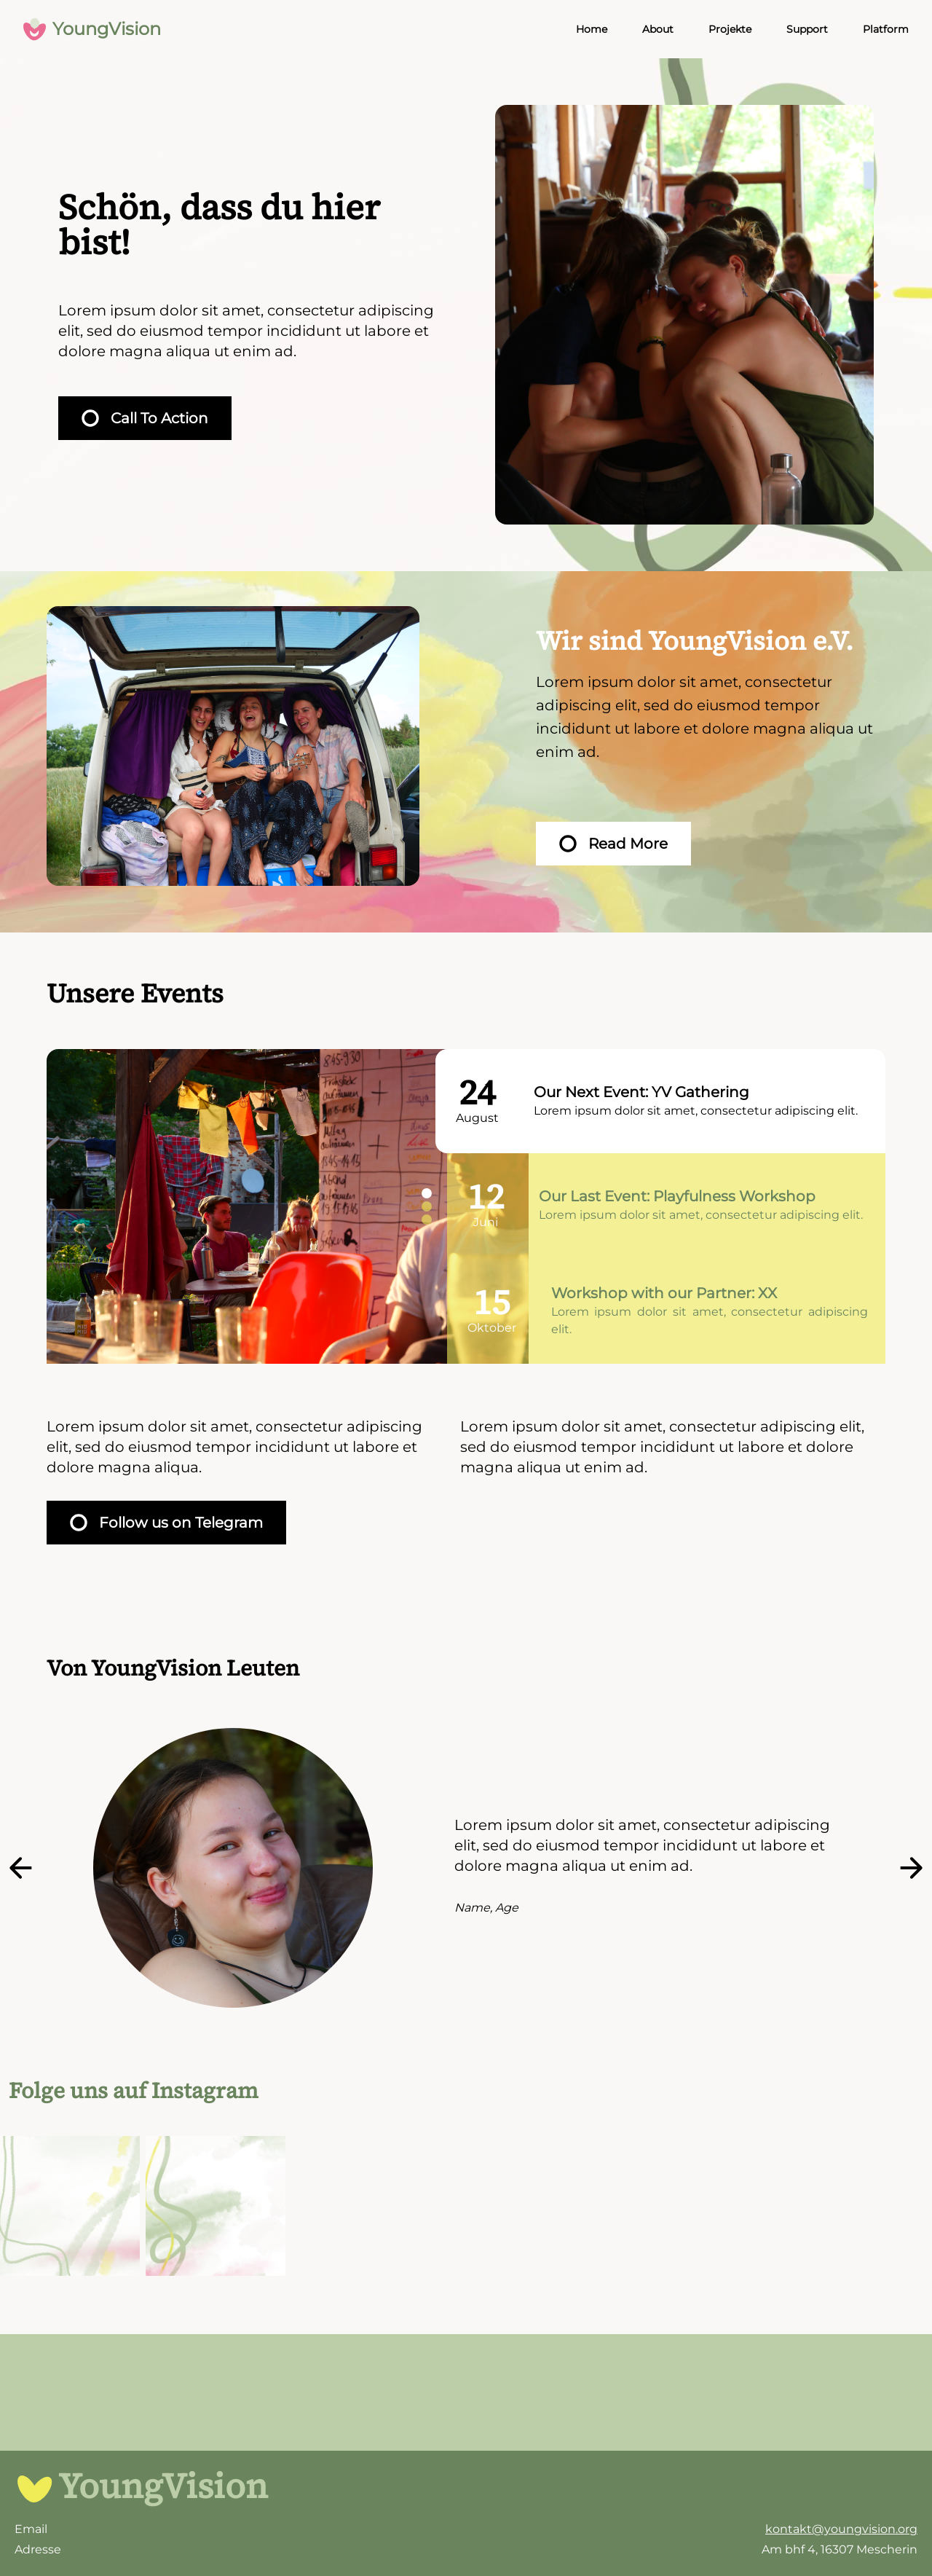 YoungVision
Home
About
Projekte
Support
Platform
Schön, dass du hier
bist!
Lorem ipsum dolor sit amet, consectetur adipiscing
elit, sed do eiusmod tempor incididunt ut labore et
dolore magna aliqua ut enim ad.
Call To Action
Wir sind YoungVision e.V.
Lorem ipsum dolor sit amet, consectetur
adipiscing elit, sed do eiusmod tempor
incididunt ut labore et dolore magna aliqua ut
enim ad.
Read More
Unsere Events
24
August
Our Next Event: YV Gathering
Lorem ipsum dolor sit amet, consectetur adipiscing elit.
12
Juni
Our Last Event: Playfulness Workshop
Lorem ipsum dolor sit amet, consectetur adipiscing elit.
15
Oktober
Workshop with our Partner: XX
Lorem ipsum dolor sit amet, consectetur adipiscing
elit.
Lorem ipsum dolor sit amet, consectetur adipiscing
elit, sed do eiusmod tempor incididunt ut labore et
dolore magna aliqua.
Lorem ipsum dolor sit amet, consectetur adipiscing elit,
sed do eiusmod tempor incididunt ut labore et dolore
magna aliqua ut enim ad.
Follow us on Telegram
Von YoungVision Leuten
Lorem ipsum dolor sit amet, consectetur adipiscing
elit, sed do eiusmod tempor incididunt ut labore et
dolore magna aliqua ut enim ad.
Name, Age
Folge uns auf Instagram
YoungVision
Email
kontakt@youngvision.org
Adresse
Am bhf 4, 16307 Mescherin